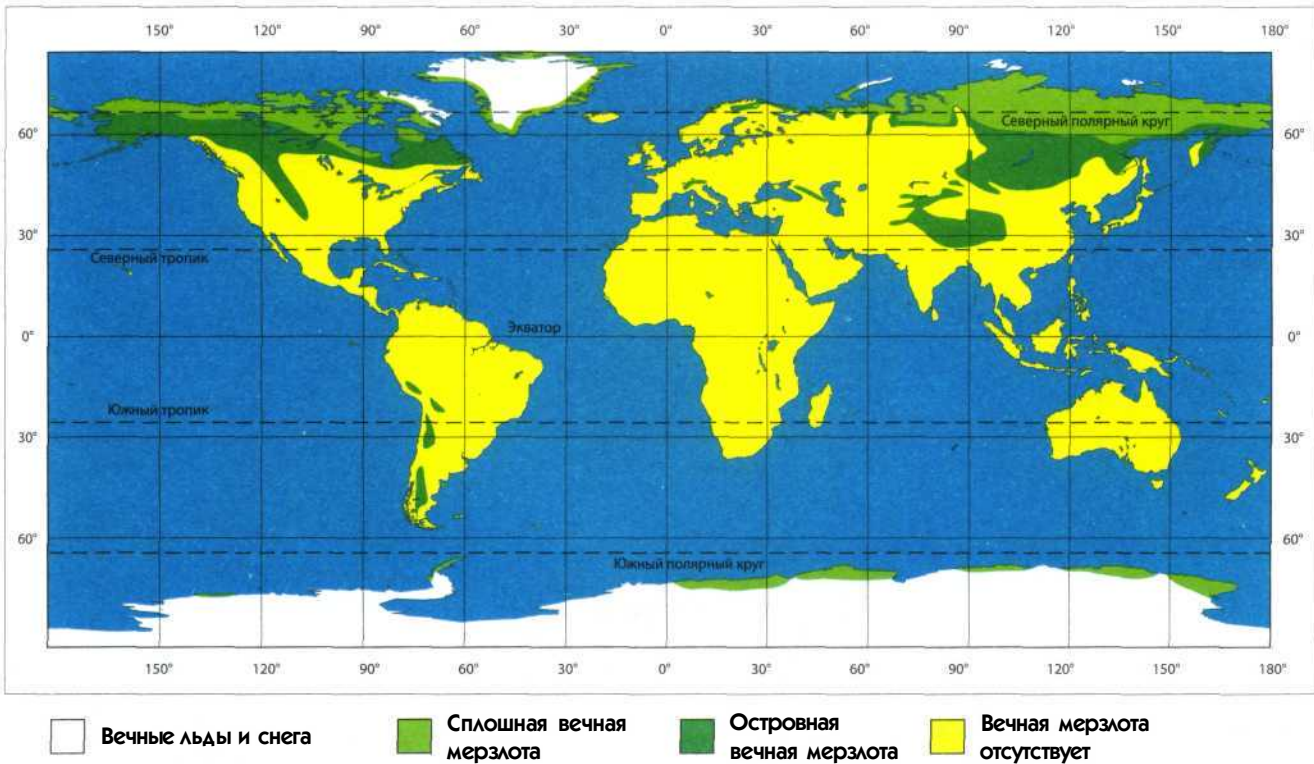 150° 120° 90° 60° 30° 0° 30° 60° 90° 120° 150° 180°
Северный полярный круг
60° 60°
30° 30°
Северный тропик
Экватор
0° 0°
Южный тропик
30° 30°
60° 60°
Южный полярный круг
150° 120° 90° 60° 30° 0° 30° 60° 90° 120° 150° 180°
Вечные льды и снега
Сплошная вечная
мерзлота
Островная
вечная мерзлота
Вечная мерзлота
отсутствует